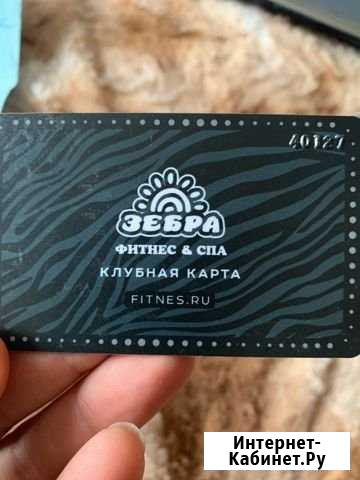 40127
ЗЕБРА
ФИТНЕС & СПА
КЛУБНАЯ КАРТА
FITNES.RU
Интернет-
Кабинет.Ру